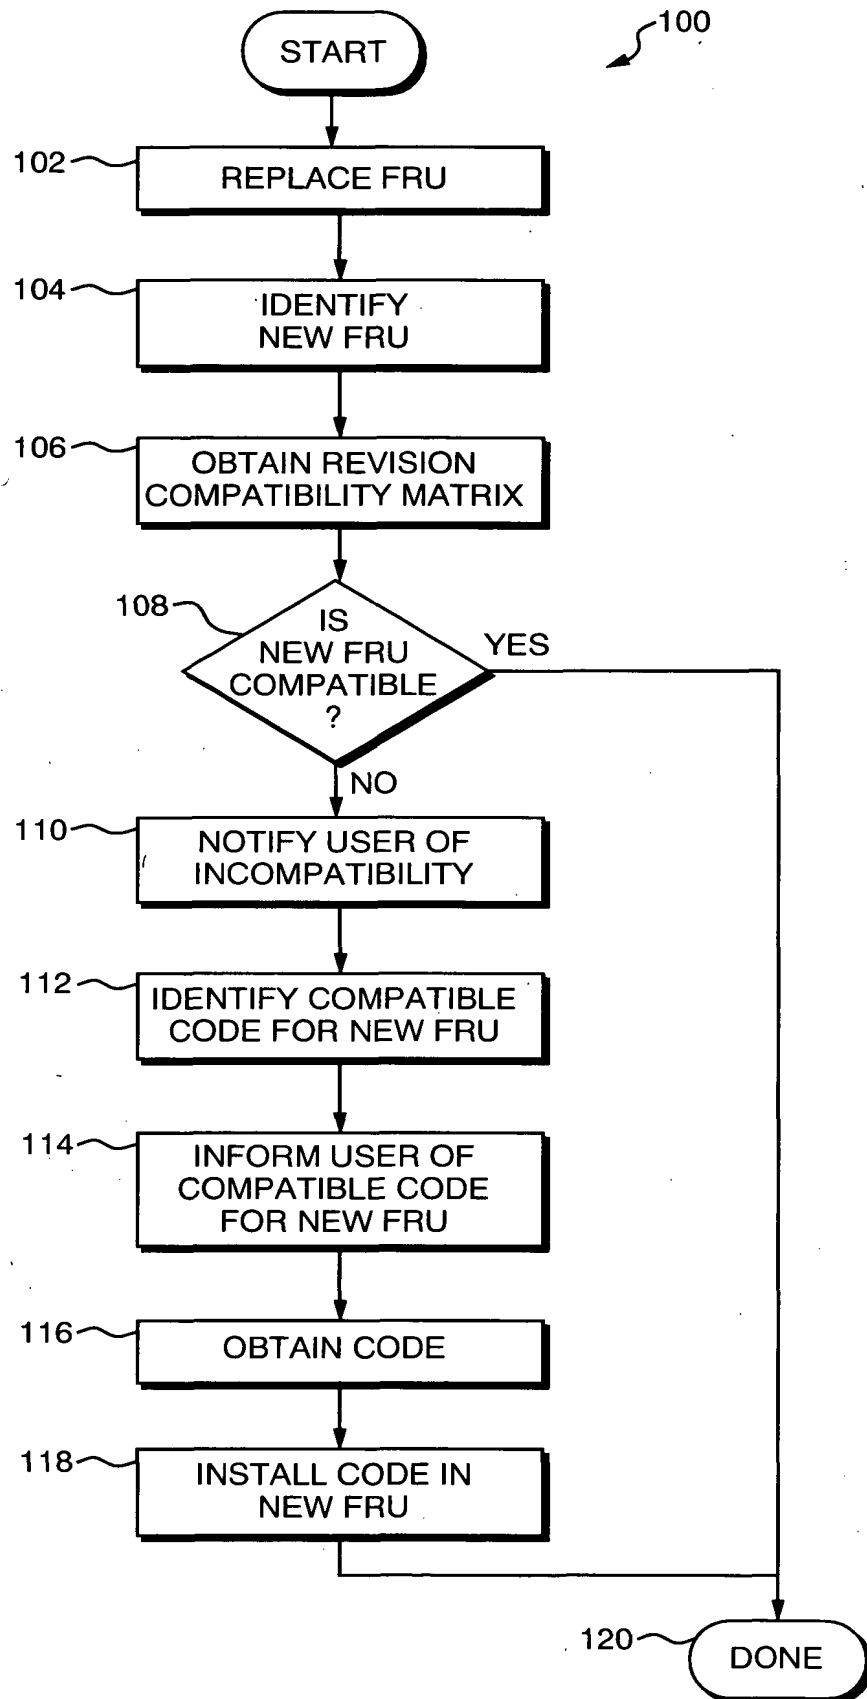 START
100
102
REPLACE FRU
104
IDENTIFY
NEW FRU
106
OBTAIN REVISION
COMPATIBILITY MATRIX
108
IS
NEW FRU
COMPATIBLE
?
YES
NO
110
NOTIFY USER OF
INCOMPATIBILITY
112
IDENTIFY COMPATIBLE
CODE FOR NEW FRU
114
INFORM USER OF
COMPATIBLE CODE
FOR NEW FRU
116
OBTAIN CODE
118
INSTALL CODE IN
NEW FRU
120
DONE